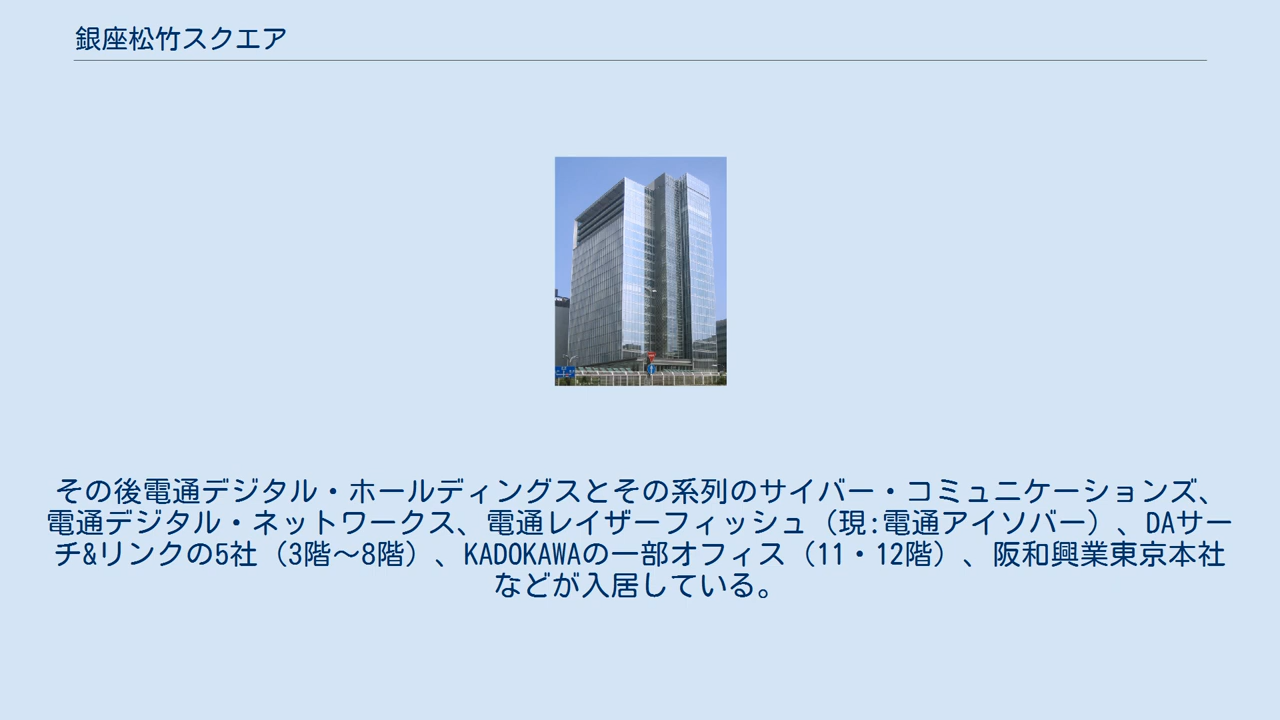 銀座松竹スクエア
その後電通デジタル・ホールディングスとその系列のサイバー・コミュニケーションズ、
電通デジタル・ネットワークス、電通レイザーフィッシュ（現:電通アイソバー）、DAサー
チ&リンクの5社（3階～8階）、KADOKAWAの一部オフィス（11・12階）、阪和興業東京本社
などが入居している。